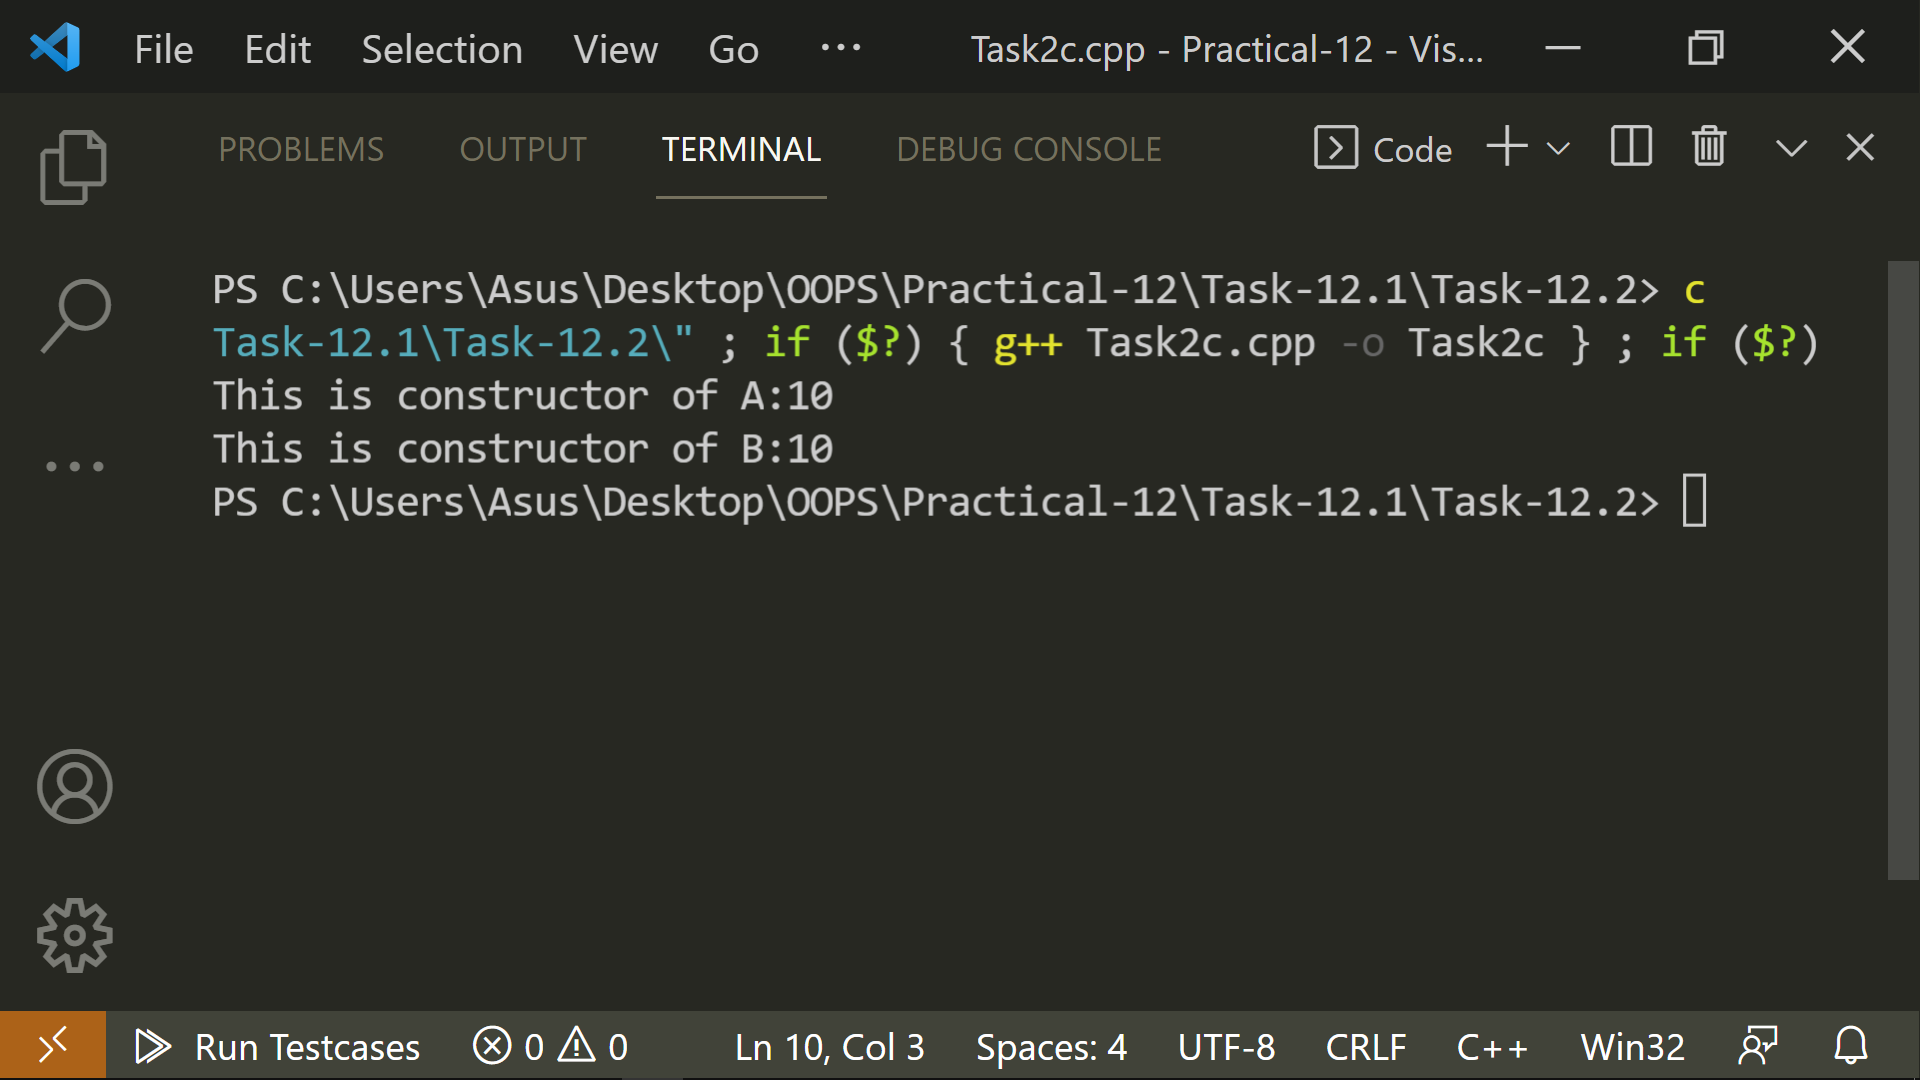 File Edit Selection View Go ··· Task2c.cpp - Practical-12 - Vis...
PROBLEMS OUTPUT TERMINAL DEBUG CONSOLE Code
PS C:\Users\Asus\Desktop\OOPS\Practical-12\Task-12.1\Task-12.2> c
Task-12.1\Task-12.2\" ; if ($?) { g++ Task2c.cpp -o Task2c } ; if ($?)
This is constructor of A:10
This is constructor of B:10
PS C:\Users\Asus\Desktop\OOPS\Practical-12\Task-12.1\Task-12.2>
Run Testcases 0 0 Ln 10, Col 3 Spaces: 4 UTF-8 CRLF C++ Win32